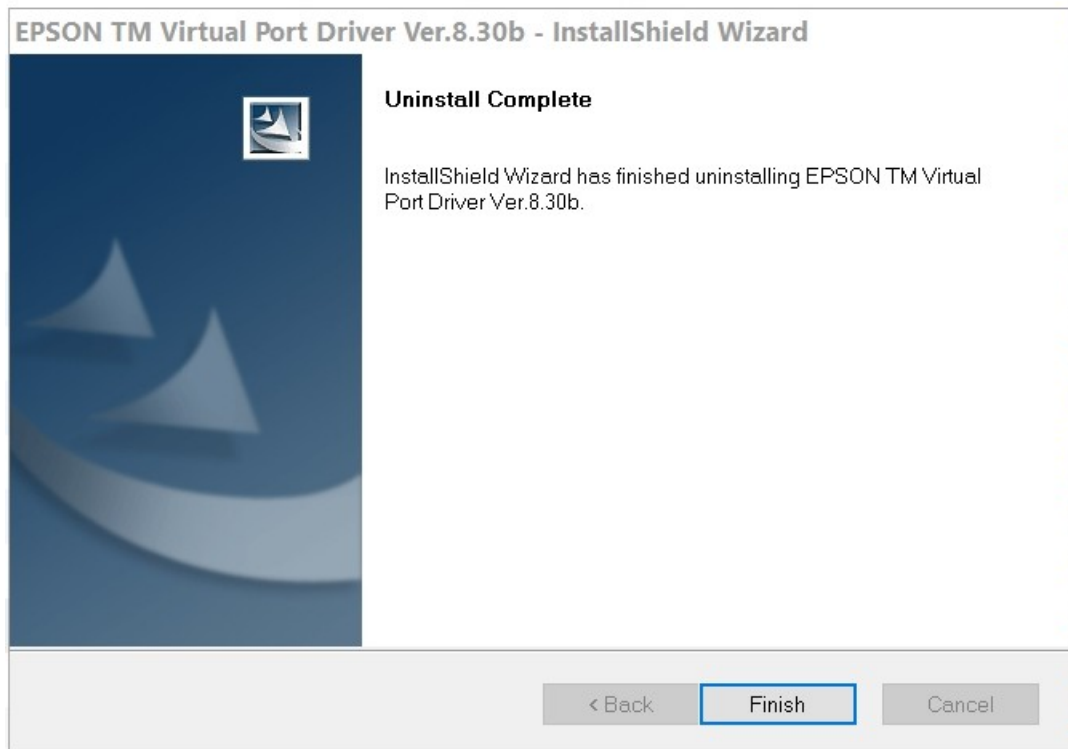 EPSON TM Virtual Port Driver Ver.8.30b - InstallShield Wizard
Uninstall Complete
InstallShield Wizard has finished uninstalling EPSON TM Virtual
Port Driver Ver.8.30b.
< Back Finish Cancel